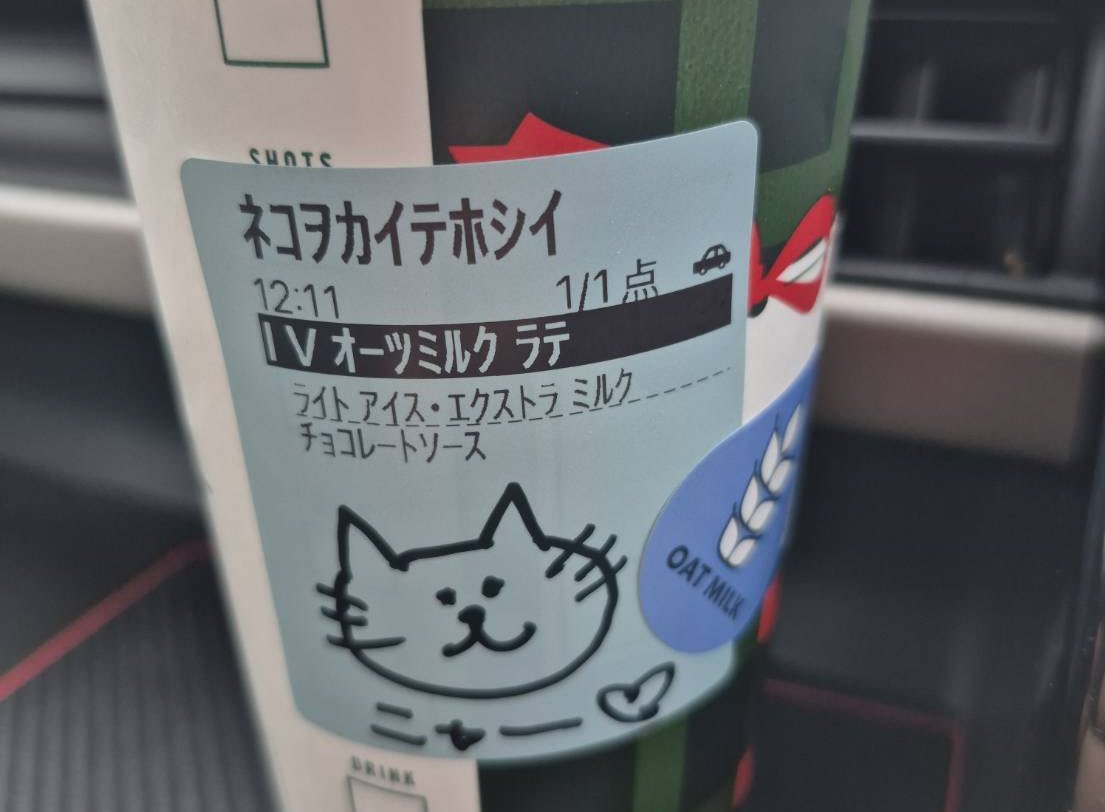 SHOTS
ネコヲカイテホシイ
12:11 1/1 点
I V オーツミルク ラテ
ライト アイス・エクストラ ミルク
チョコレートソース
OAT MILK
ニャー
DRINK